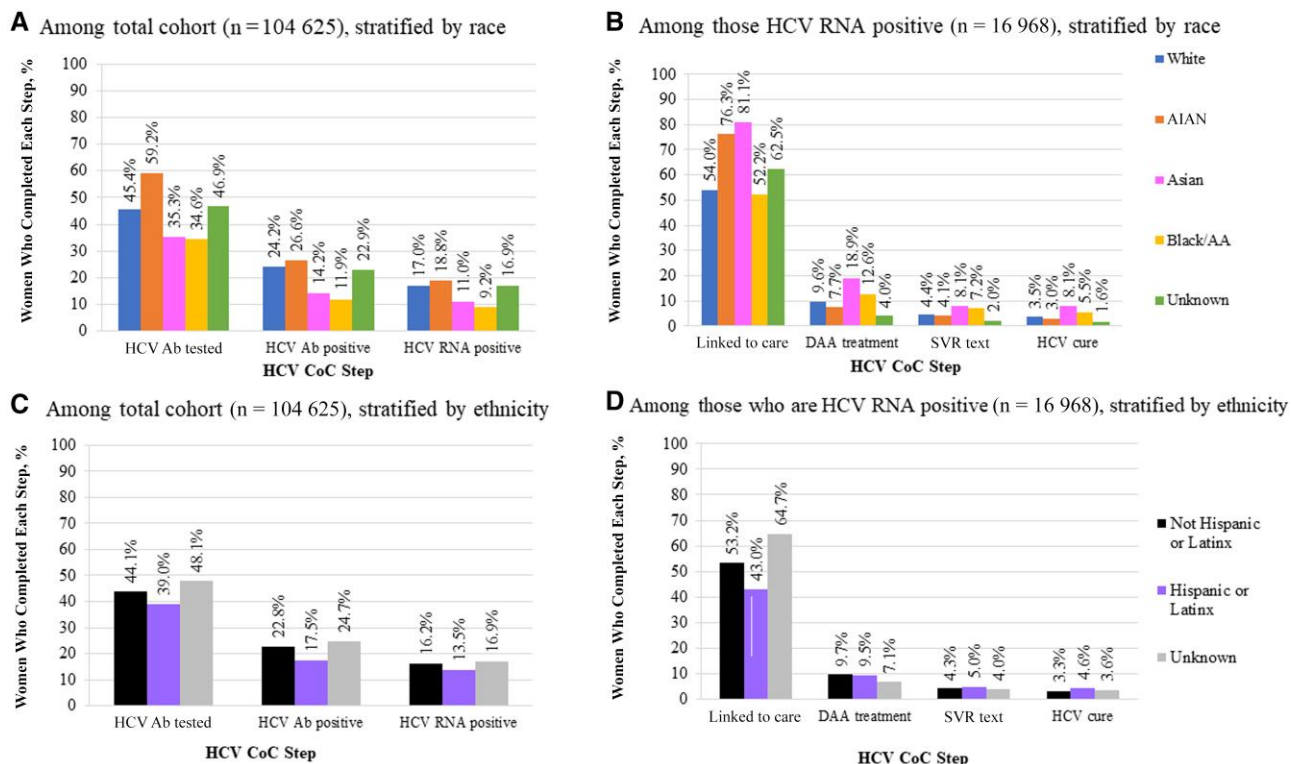 A Among total cohort (n = 104 625), stratified by race
Women Who Completed Each Step, %
100
90
80
70
60
50
40
30
20
10
0
45.4%
59.2%
35.3%
34.6%
46.9%
24.2%
26.6%
14.2%
11.9%
22.9%
17.0%
18.8%
11.0%
9.2%
16.9%
HCV Ab tested
HCV Ab positive
HCV RNA positive
HCV CoC Step
B Among those HCV RNA positive (n = 16 968), stratified by race
Women Who Completed Each Step, %
100
90
80
70
60
50
40
30
20
10
0
54.0%
76.3%
81.1%
52.2%
62.5%
9.6%
7.7%
18.9%
12.6%
4.0%
4.4%
4.1%
8.1%
7.2%
2.0%
3.5%
3.0%
8.1%
5.5%
1.6%
Linked to care
DAA treatment
SVR text
HCV cure
HCV CoC Step
White
AIAN
Asian
Black/AA
Unknown
C Among total cohort (n = 104 625), stratified by ethnicity
Women Who Completed Each Step, %
100
90
80
70
60
50
40
30
20
10
0
44.1%
39.0%
48.1%
22.8%
17.5%
24.7%
16.2%
13.5%
16.9%
HCV Ab tested
HCV Ab positive
HCV RNA positive
HCV CoC Step
D Among those who are HCV RNA positive (n = 16 968), stratified by ethnicity
Women Who Completed Each Step, %
100
90
80
70
60
50
40
30
20
10
0
53.2%
43.0%
64.7%
9.7%
9.5%
7.1%
4.3%
5.0%
4.0%
3.3%
4.6%
3.6%
Linked to care
DAA treatment
SVR text
HCV cure
HCV CoC Step
Not Hispanic
or Latinx
Hispanic or
Latinx
Unknown